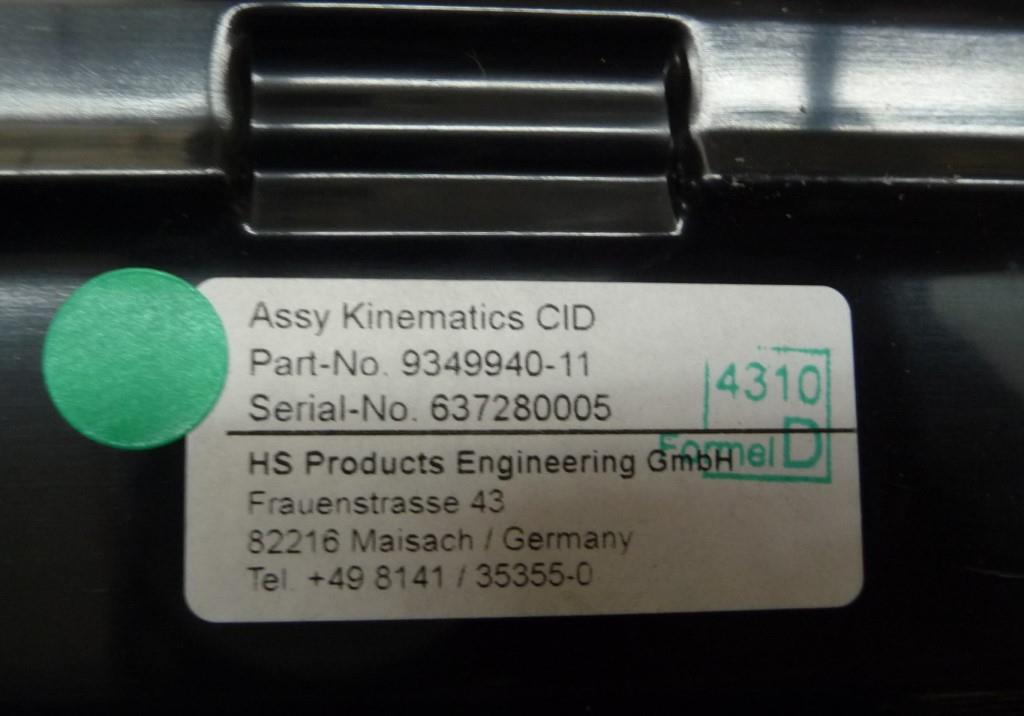 Assy Kinematics CID
Part-No. 9349940-11
Serial-No. 637280005
4310
Formel D
HS Products Engineering GmbH
Frauenstrasse 43
82216 Maisach / Germany
Tel. +49 8141 / 35355-0